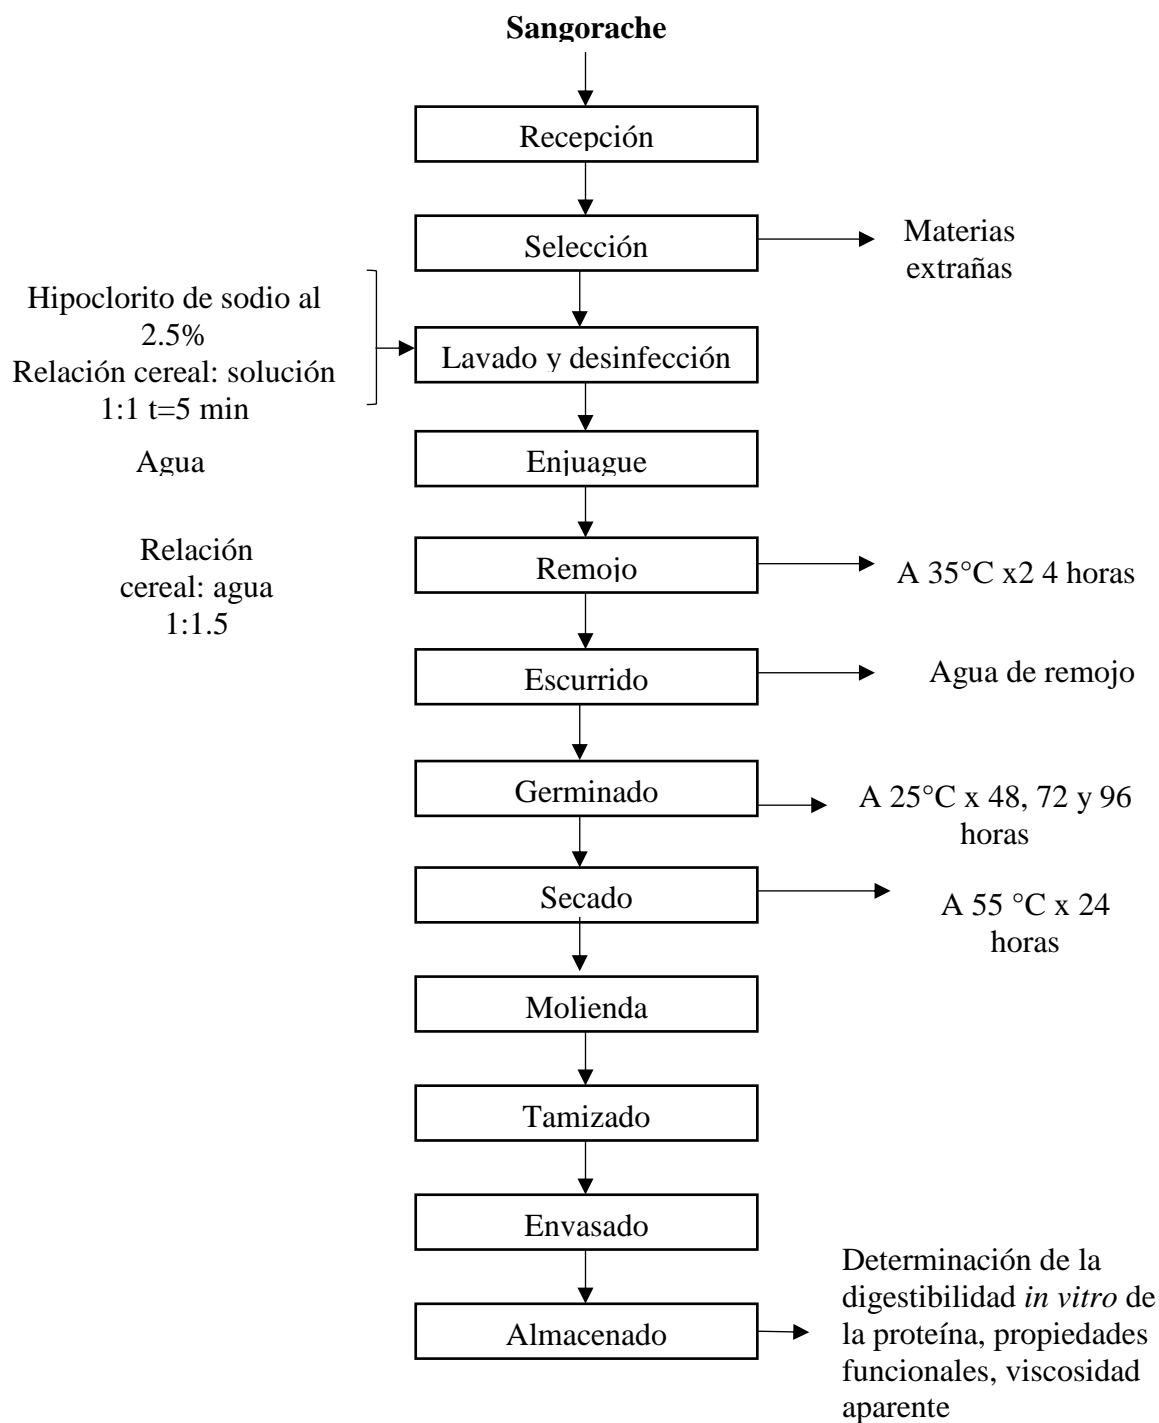 Sangorache
Recepción
Selección
Materias
extrañas
Hipoclorito de sodio al
2.5%
Relación cereal: solución
1:1 t=5 min
Lavado y desinfección
Agua
Enjuague
Relación
cereal: agua
1:1.5
Remojo
A 35°C x2 4 horas
Escurrido
Agua de remojo
Germinado
A 25°C x 48, 72 y 96
horas
Secado
A 55 °C x 24
horas
Molienda
Tamizado
Envasado
Almacenado
Determinación de la
digestibilidad in vitro de
la proteína, propiedades
funcionales, viscosidad
aparente